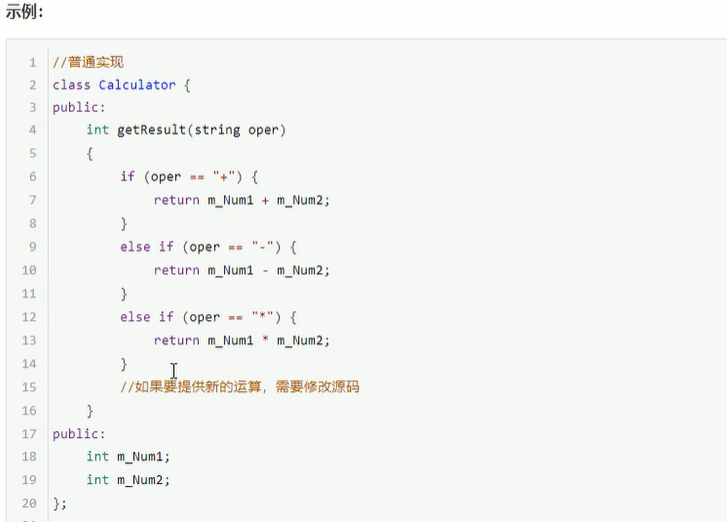 示例：
1 //普通实现
2 class Calculator {
3 public:
4     int getResult(string oper)
5     {
6         if (oper == "+") {
7             return m_Num1 + m_Num2;
8         }
9         else if (oper == "-") {
10             return m_Num1 - m_Num2;
11         }
12         else if (oper == "*") {
13             return m_Num1 * m_Num2;
14         }
15         //如果要提供新的运算，需要修改源码
16     }
17 public:
18     int m_Num1;
19     int m_Num2;
20 };